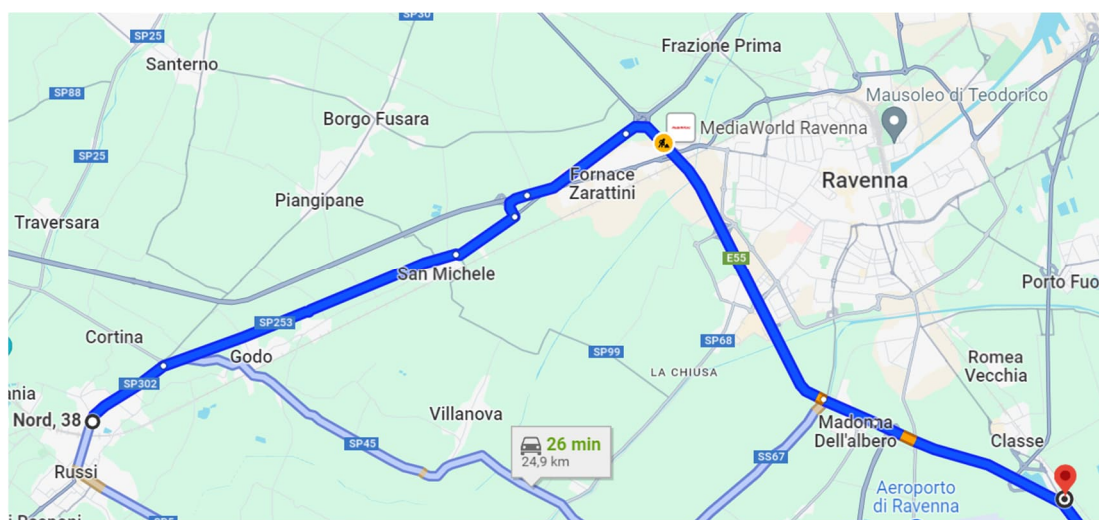 SP30
SP25
Frazione Prima
Santerno
SP88
Mausoleo di Teodorico
Borgo Fusara
MediaWorld Ravenna
SP25
Fornace
Zarattini
Ravenna
Piangipane
Traversara
E55
San Michele
Porto Fuo
SP253
Cortina
SP68
Godo
SP99
Romea
Vecchia
LA CHIUSA
SP302
ania
Nord, 38
Villanova
Madonna
Dell'albero
Classe
26 min
24,9 km
SP45
SS67
Russi
Aeroporto
di Ravenna
SP5